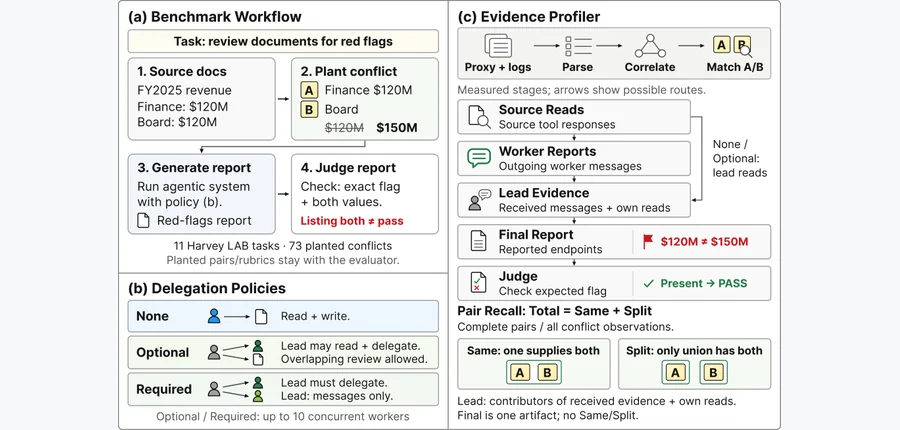 (a) Benchmark Workflow
Task: review documents for red flags
1. Source docs
FY2025 revenue
Finance: $120M
Board: $120M
2. Plant conflict
A Finance $120M
B Board
$120M $150M
3. Generate report
Run agentic system
with policy (b).
Red-flags report
4. Judge report
Check: exact flag
+ both values.
Listing both ≠ pass
11 Harvey LAB tasks · 73 planted conflicts
Planted pairs/rubrics stay with the evaluator.
(b) Delegation Policies
None
Read + write.
Optional
Lead may read + delegate.
Overlapping review allowed.
Required
Lead must delegate.
Lead: messages only.
Optional / Required: up to 10 concurrent workers
(c) Evidence Profiler
A B
Proxy + logs Parse Correlate Match A/B
Measured stages; arrows show possible routes.
Source Reads
Source tool responses
Worker Reports
Outgoing worker messages
None /
Optional:
lead reads
Lead Evidence
Received messages + own reads
Final Report
Reported endpoints
$120M ≠ $150M
Judge
Check expected flag
Present → PASS
Pair Recall: Total = Same + Split
Complete pairs / all conflict observations.
Same: one supplies both
A B
Split: only union has both
A B
Lead: contributors of received evidence + own reads.
Final is one artifact; no Same/Split.